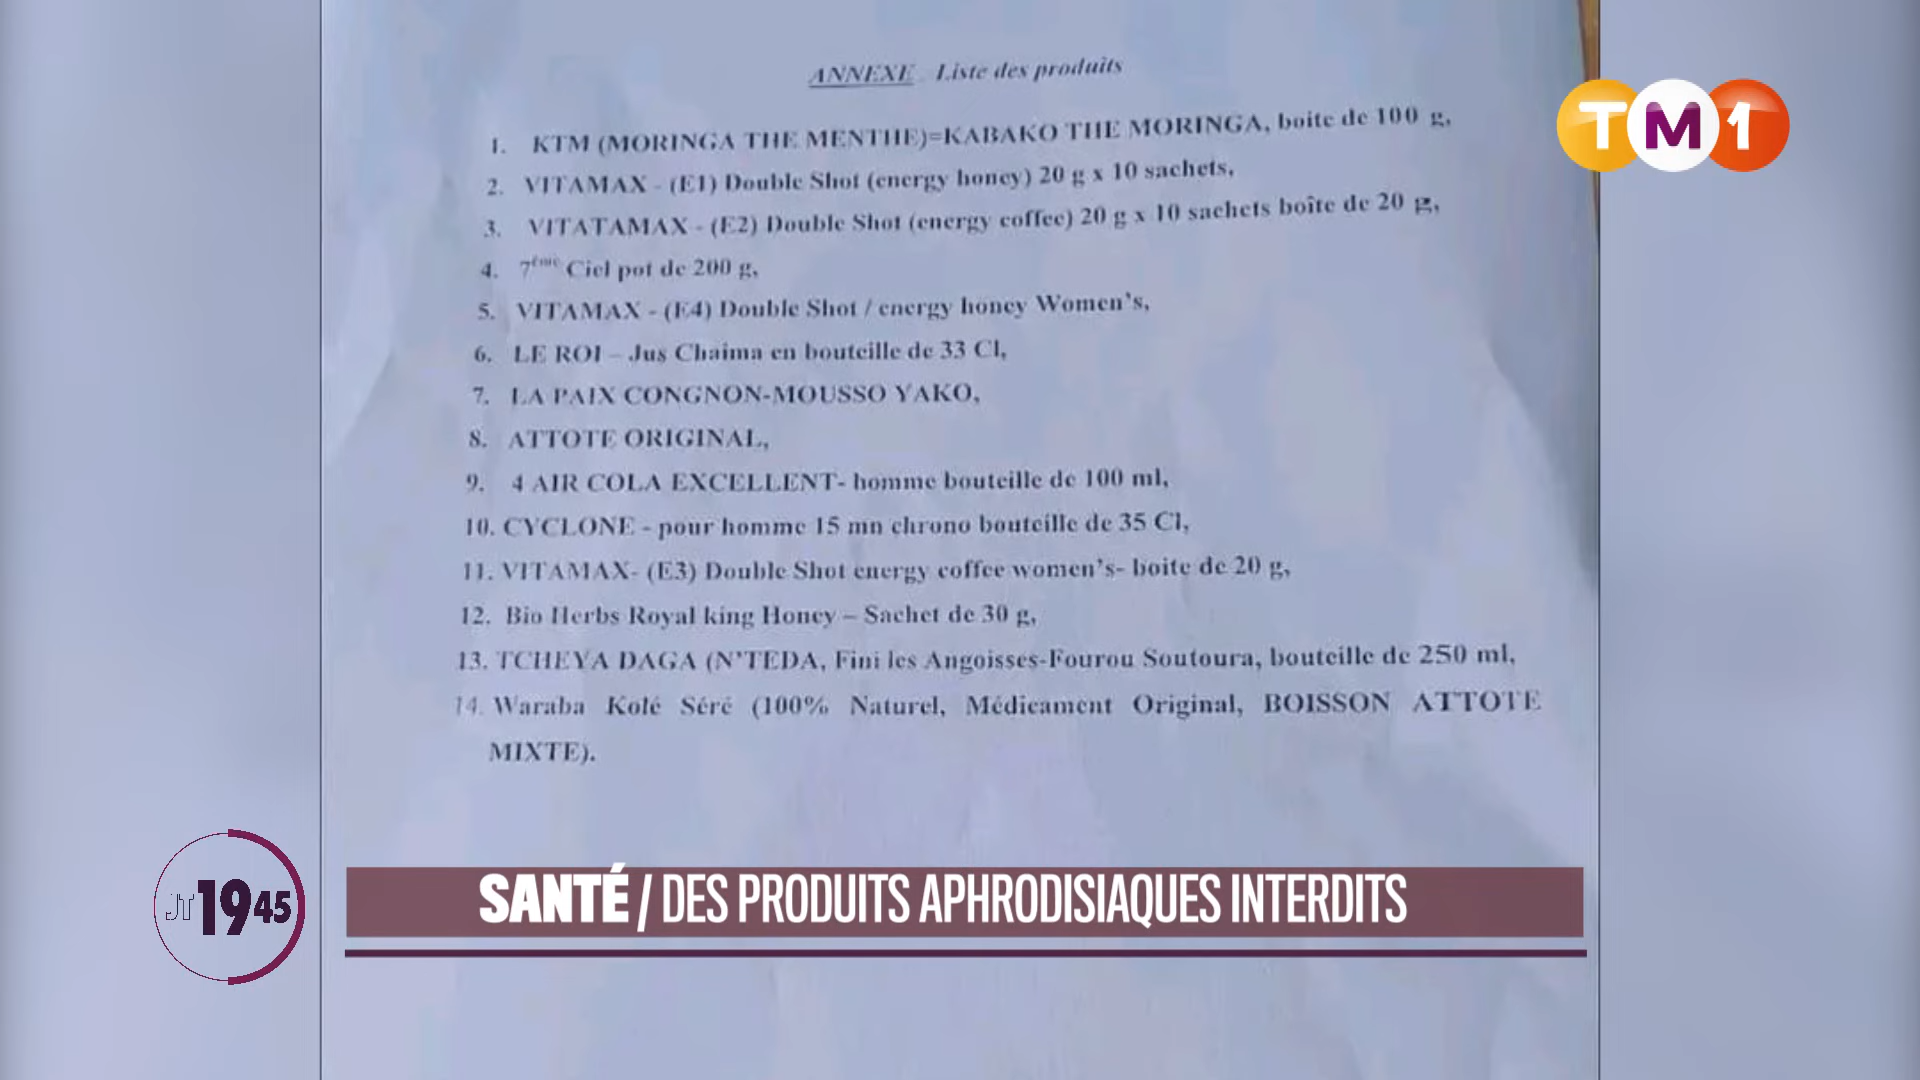 ANNEXE Liste des produits
TM1
1. KTM (MORINGA THE MENTHE)=KABAKO THE MORINGA, boite de 100 g,
2. VITAMAX - (E1) Double Shot (energy honey) 20 g x 10 sachets,
3. VITATAMAX - (E2) Double Shot (energy coffee) 20 g x 10 sachets boîte de 20 g,
4. 7ème Ciel pot de 200 g,
5. VITAMAX - (E4) Double Shot / energy honey Women's,
6. LE ROI – Jus Chaima en bouteille de 33 Cl,
7. LA PAIX CONGNON-MOUSSO YAKO,
8. ATTOTE ORIGINAL,
9. 4 AIR COLA EXCELLENT- homme bouteille de 100 ml,
10. CYCLONE - pour homme 15 mn chrono bouteille de 35 Cl,
11. VITAMAX- (E3) Double Shot energy coffee women's- boite de 20 g,
12. Bio Herbs Royal king Honey – Sachet de 30 g,
13. TCHEYA DAGA (N'TEDA, Fini les Angoisses-Fourou Soutoura, bouteille de 250 ml,
14. Waraba Kolé Séré (100% Naturel, Médicament Original, BOISSON ATTOTE
MIXTE).
JT 19 45
SANTÉ / DES PRODUITS APHRODISIAQUES INTERDITS